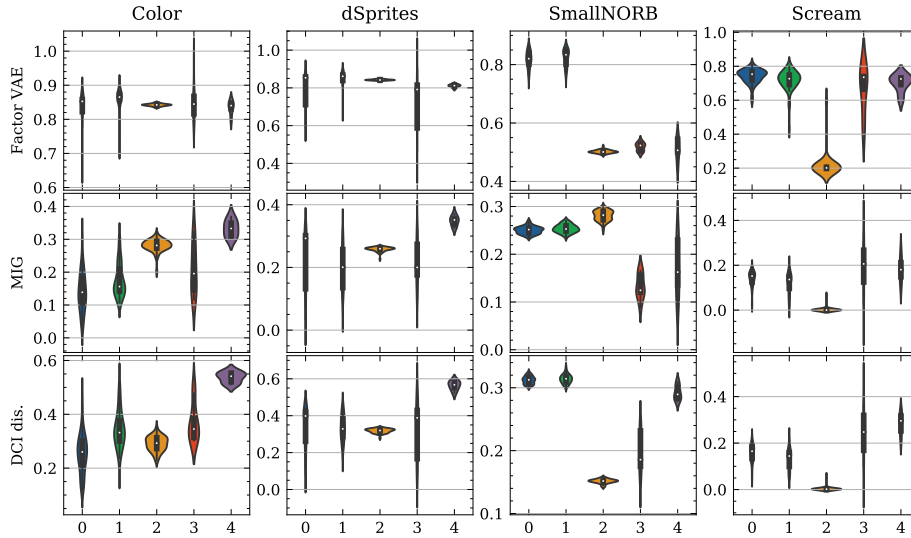 Color dSprites SmallNORB Scream
Factor VAE 1.0 0.9 0.8 0.7 0.6 1.0 0.8 0.6 0.4 0.8 0.6 0.4 1.0 0.8 0.6 0.4 0.2
MIG 0.4 0.3 0.2 0.1 0.0 0.4 0.2 0.0 0.3 0.2 0.1 0.0 0.4 0.2 0.0
DCI dis. 0.6 0.4 0.2 0.6 0.4 0.2 0.0 0.3 0.2 0.1 0.4 0.2 0.0
0 1 2 3 4 0 1 2 3 4 0 1 2 3 4 0 1 2 3 4